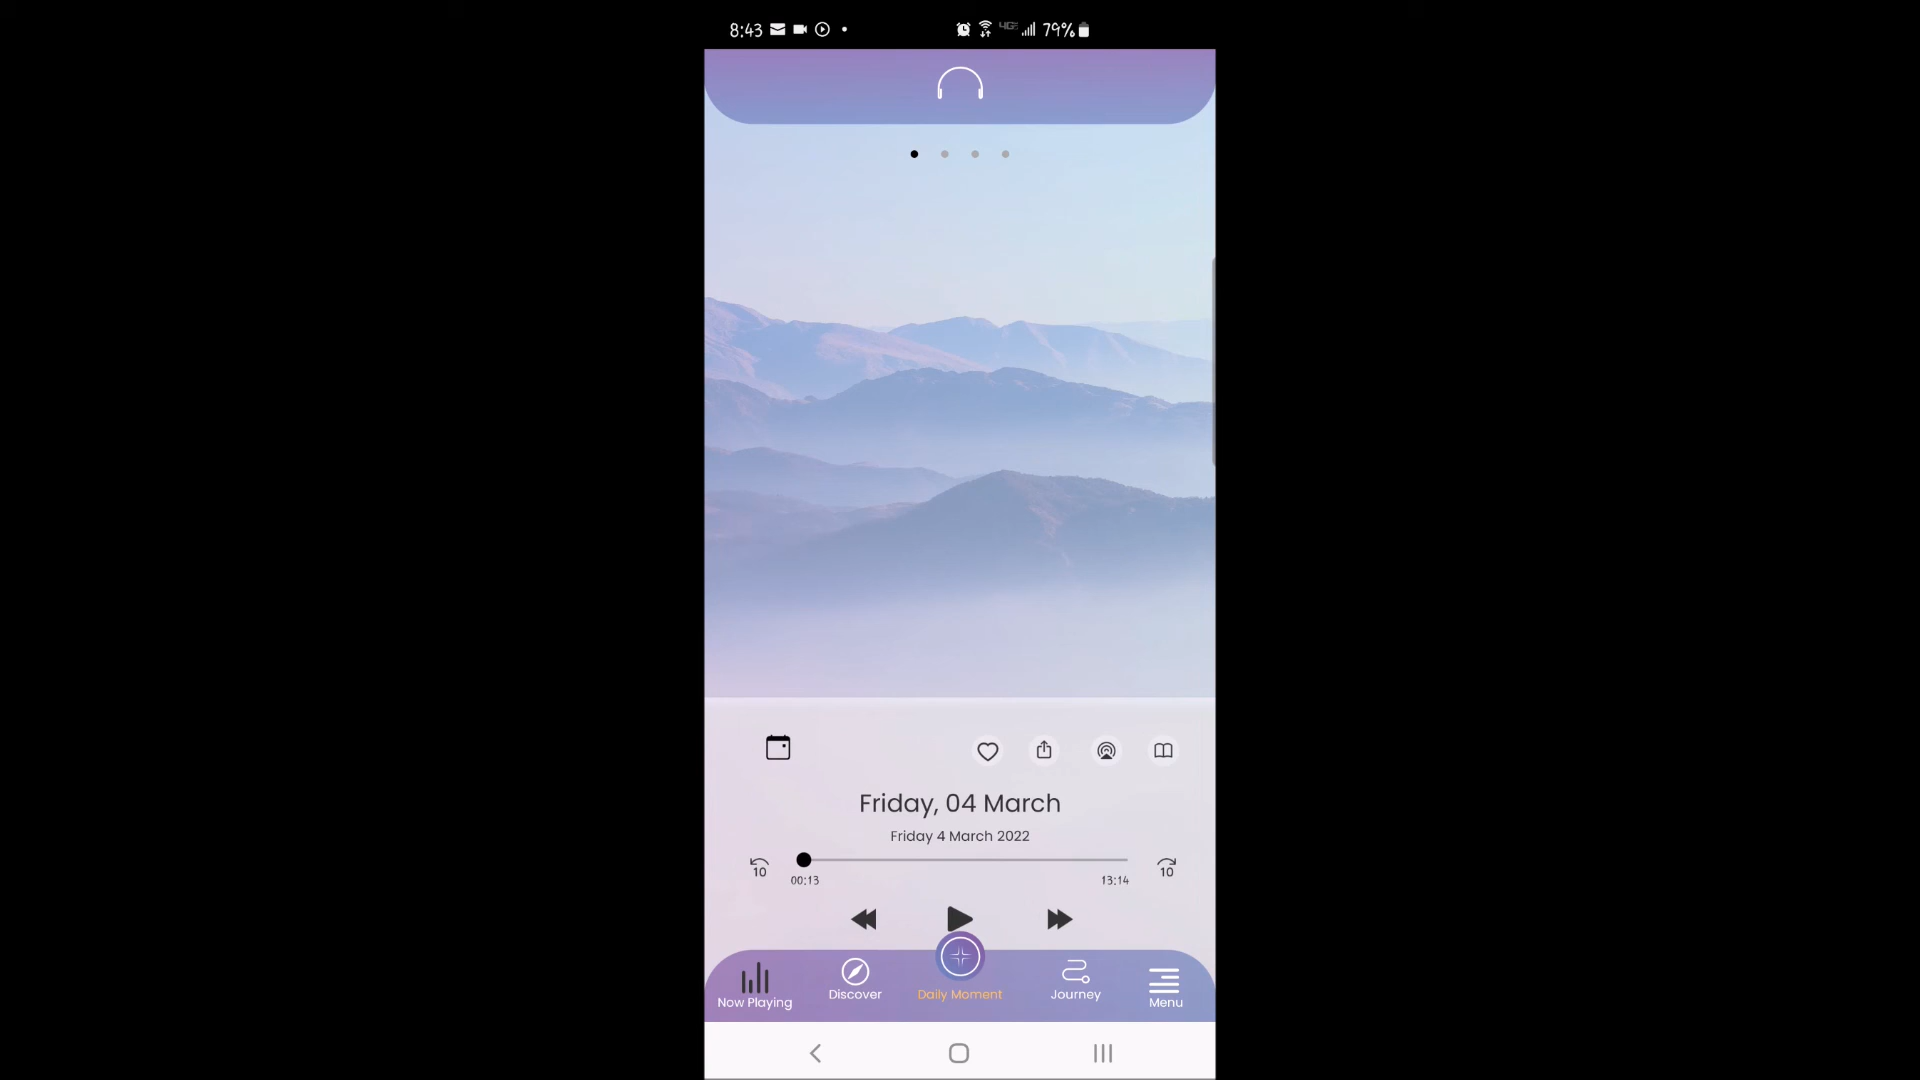 8:43 4GE 79%
Friday, 04 March
Friday 4 March 2022
10 10
00:13 13:14
Now Playing Discover Daily Moment Journey Menu